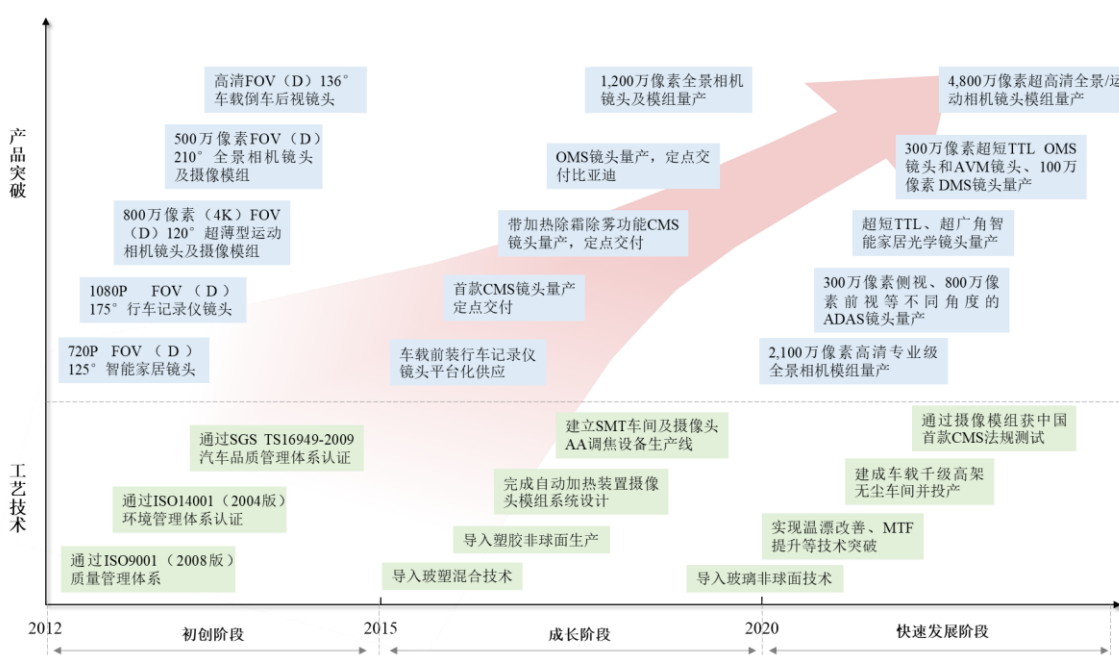 产品突破
高清FOV（D）136°
车载倒车后视镜头
500万像素FOV（D）
210°全景相机镜头
及摄像模组
800万像素（4K）FOV
（D）120°超薄型运动
相机镜头及摄像模组
1080P FOV（D）
175°行车记录仪镜头
720P FOV（D）
125°智能家居镜头
1,200万像素全景相机
镜头及模组量产
OMS镜头量产，定点交
付比亚迪
带加热除霜除雾功能CMS
镜头量产，定点交付
首款CMS镜头量产
定点交付
车载前装行车记录仪
镜头平台化供应
4,800万像素超高清全景/运
动相机镜头模组量产
300万像素超短TTL OMS
镜头和AVM镜头、100万
像素DMS镜头量产
超短TTL、超广角智
能家居光学镜头量产
300万像素侧视、800万像
素前视等不同角度的
ADAS镜头量产
2,100万像素高清专业级
全景相机模组量产
工艺技术
通过SGS TS16949-2009
汽车品质管理体系认证
通过ISO14001（2004版）
环境管理体系认证
通过ISO9001（2008版）
质量管理体系
建立SMT车间及摄像头
AA调焦设备生产线
完成自动加热装置摄像
头模组系统设计
导入塑胶非球面生产
导入玻塑混合技术
通过摄像模组获中国
首款CMS法规测试
建成车载千级高架
无尘车间并投产
实现温漂改善、MTF
提升等技术突破
导入玻璃非球面技术
2012
初创阶段
2015
成长阶段
2020
快速发展阶段